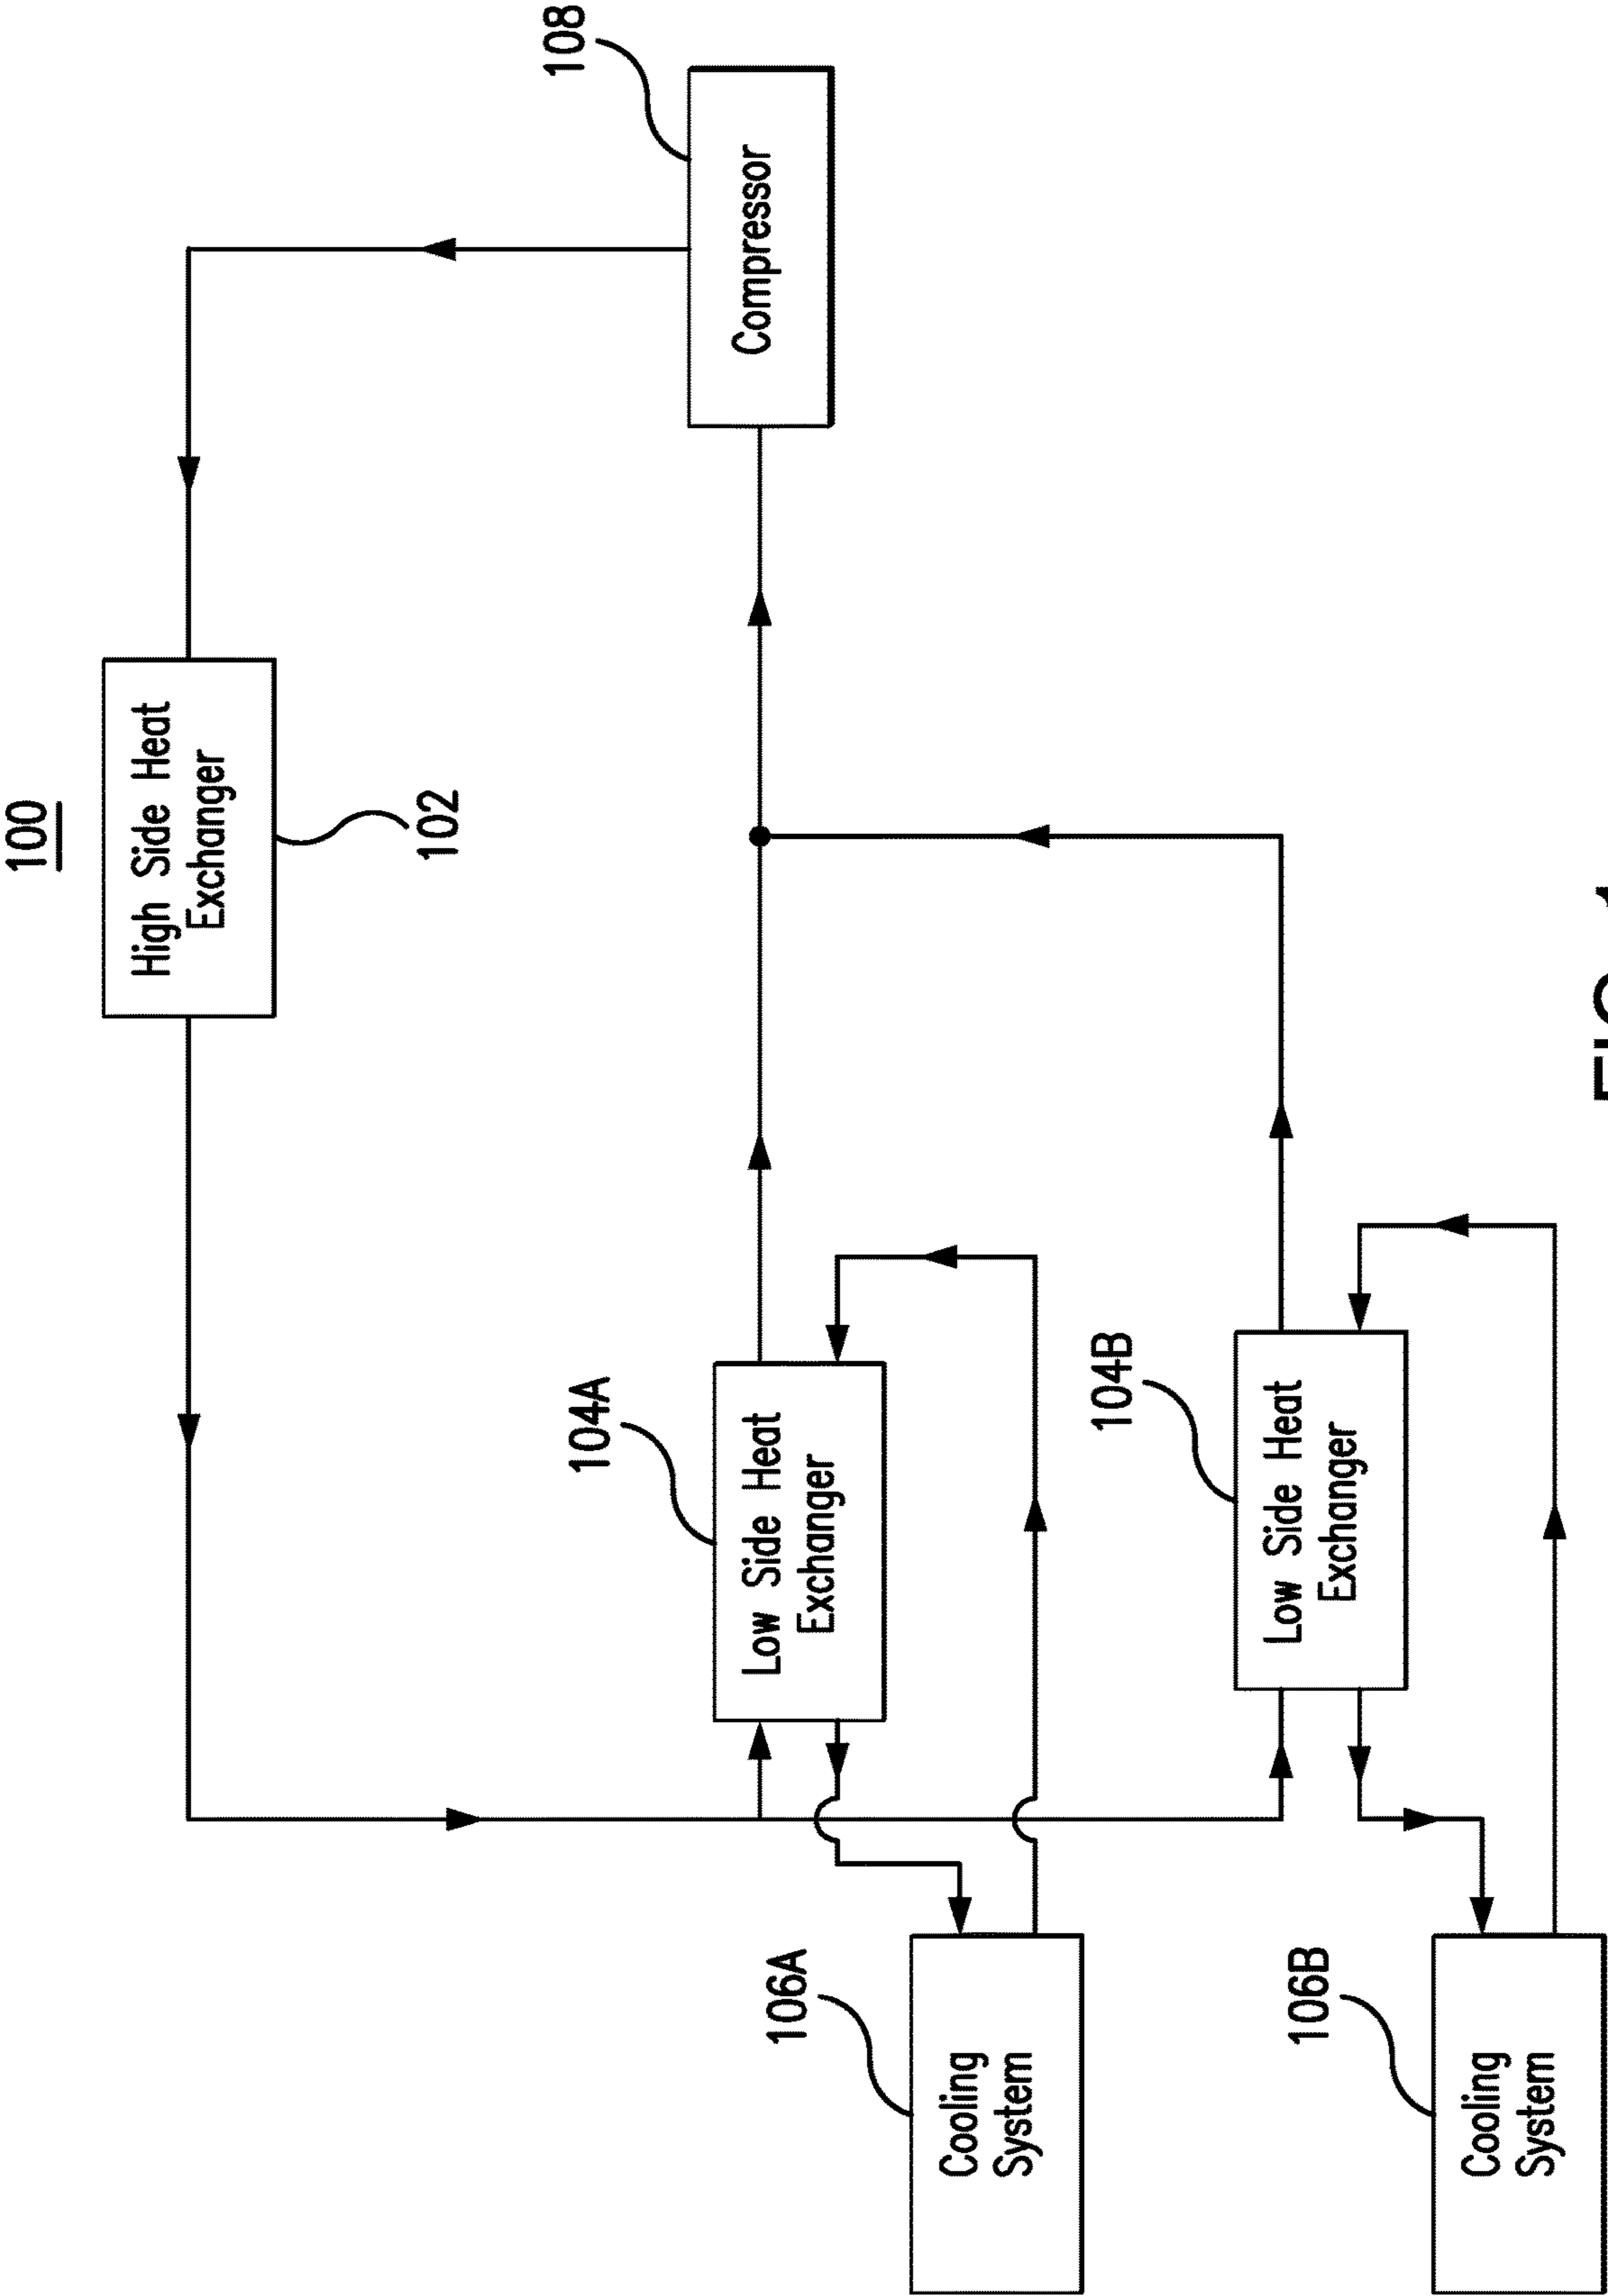 100
High Side Heat
Exchanger
102
108
Compressor
104A
Low Side Heat
Exchanger
106A
Cooling
System
104B
Low Side Heat
Exchanger
106B
Cooling
System